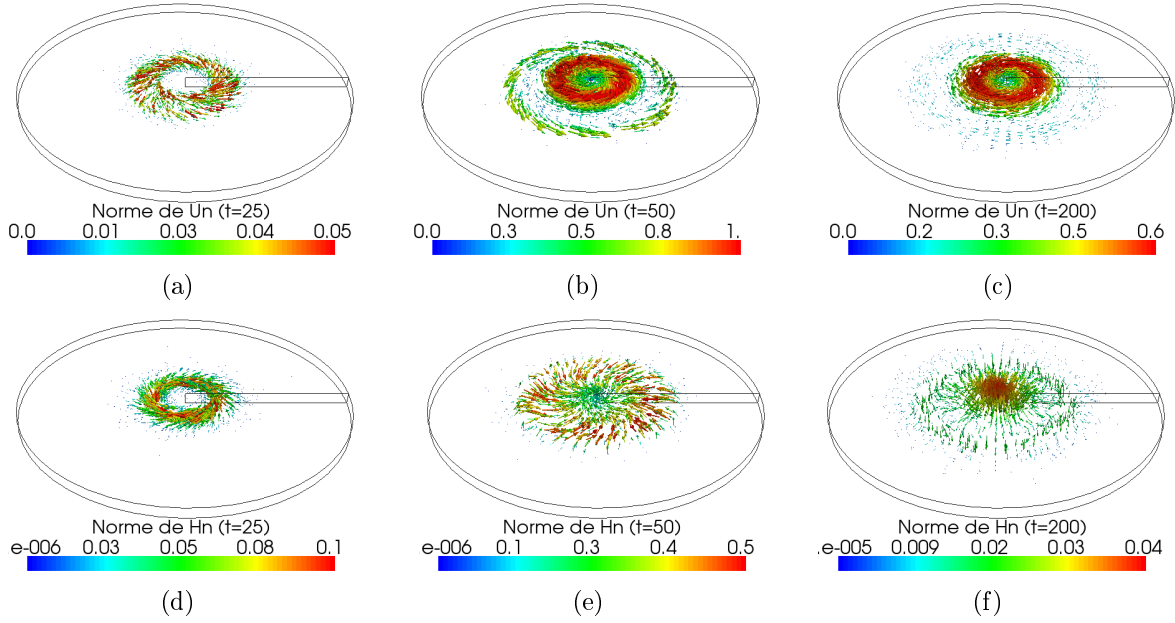 Norme de Un (t=25) Norme de Un (t=50) Norme de Un (t=200)
0.0 0.01 0.03 0.04 0.05 0.0 0.3 0.5 0.8 1. 0.0 0.2 0.3 0.5 0.6
(a) (b) (c)
Norme de Hn (t=25) Norme de Hn (t=50) Norme de Hn (t=200)
e-006 0.03 0.05 0.08 0.1 e-006 0.1 0.3 0.4 0.5 .e-005 0.009 0.02 0.03 0.04
(d) (e) (f)